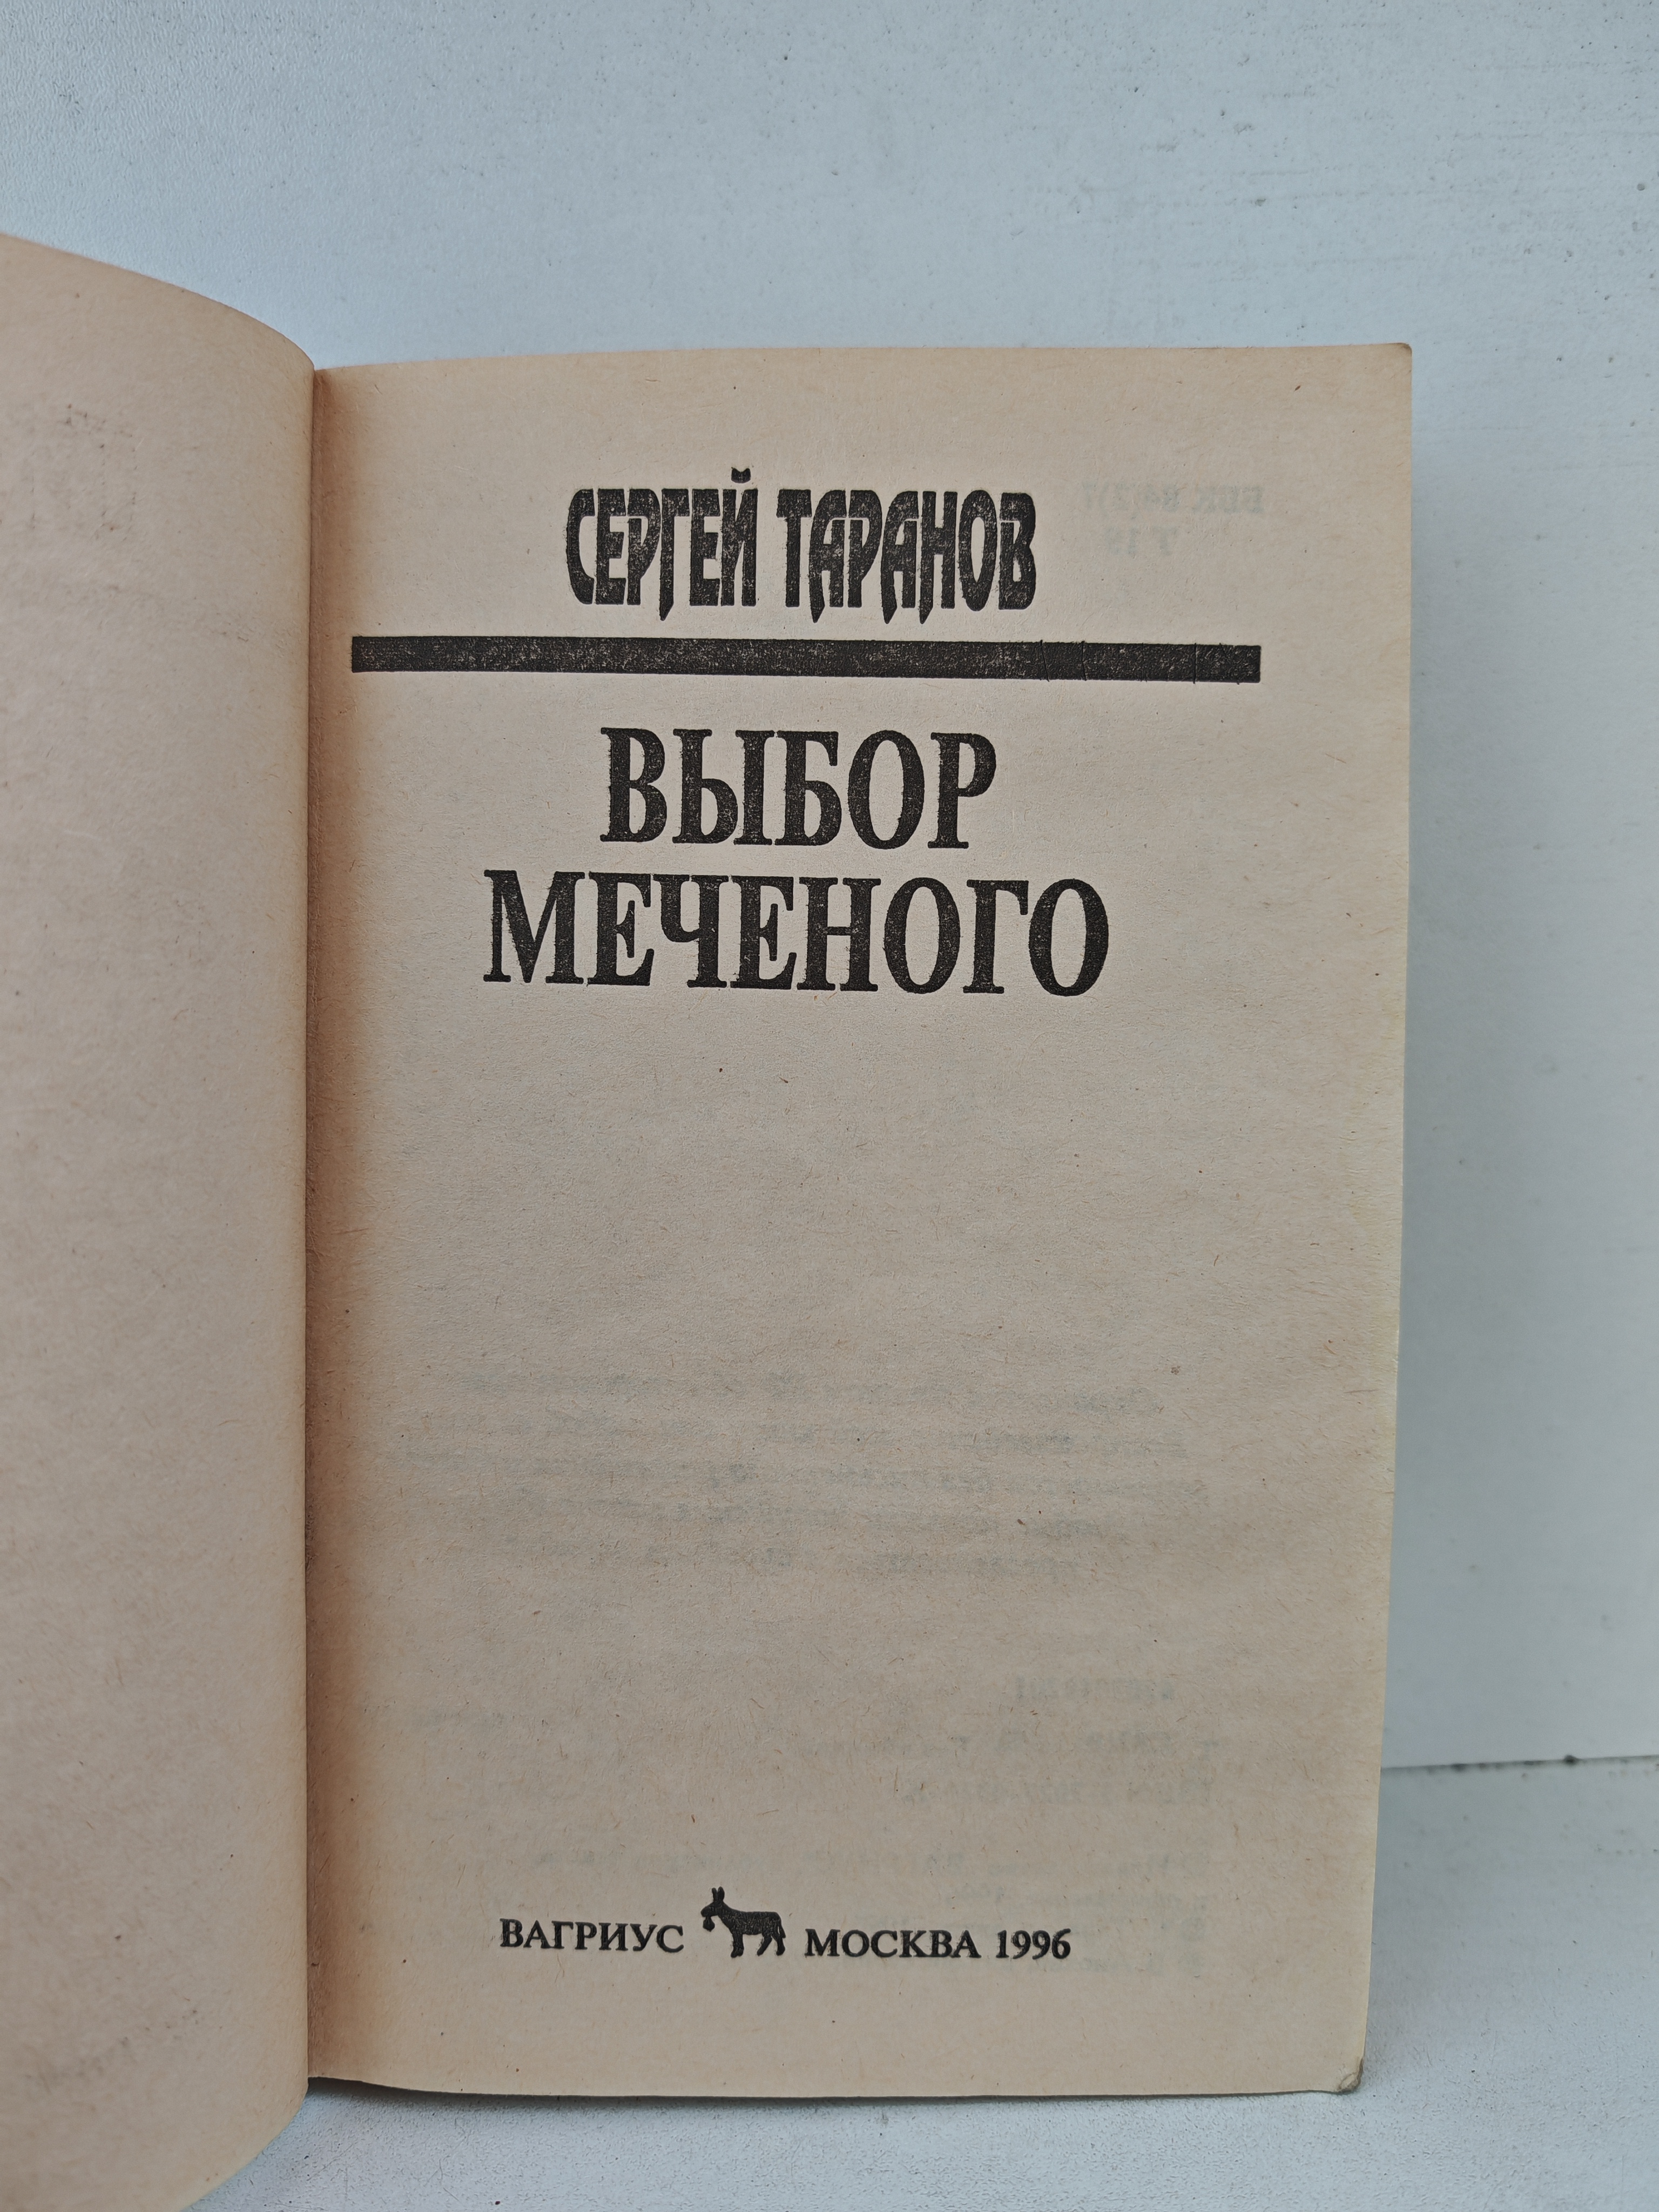 СЕРГЕЙ ТАРАНОВ
ВЫБОР
МЕЧЕНОГО
ВАГРИУС МОСКВА 1996